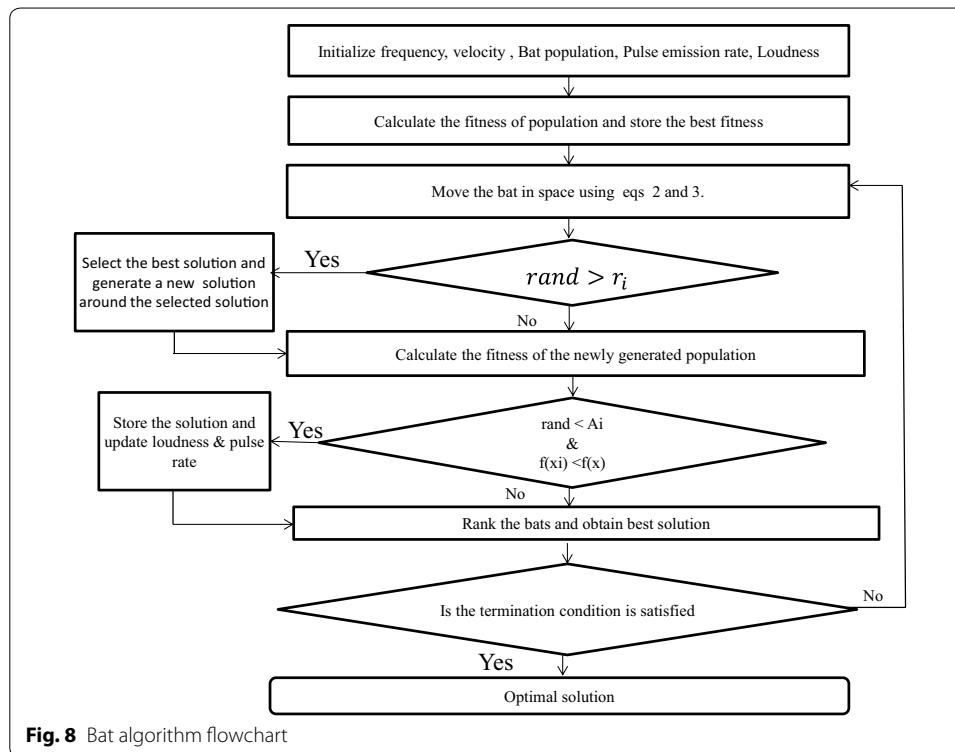 Initialize frequency, velocity , Bat population, Pulse emission rate, Loudness
Calculate the fitness of population and store the best fitness
Move the bat in space using eqs 2 and 3.
rand > rᵢ
Yes
Select the best solution and
generate a new solution
around the selected solution
No
Calculate the fitness of the newly generated population
rand < Ai
&
f(xi) <f(x)
Yes
Store the solution and
update loudness & pulse
rate
No
Rank the bats and obtain best solution
Is the termination condition is satisfied
No
Yes
Optimal solution
Fig. 8 Bat algorithm flowchart